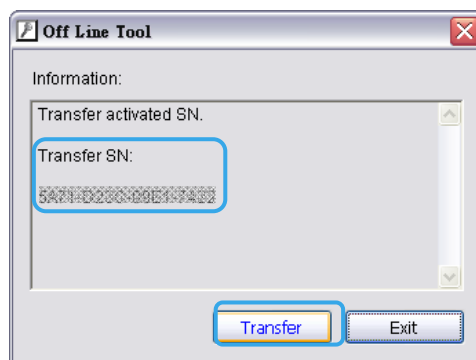 Off Line Tool
Information:
Transfer activated SN.
Transfer SN:
Transfer
Exit